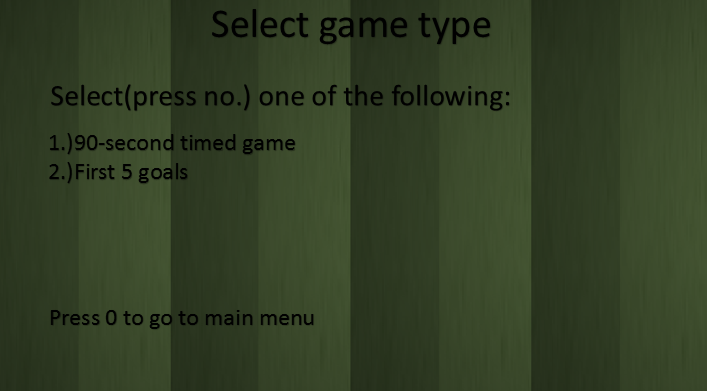 Select game type
Select(press no.) one of the following:
1.)90-second timed game
2.)First 5 goals
Press 0 to go to main menu